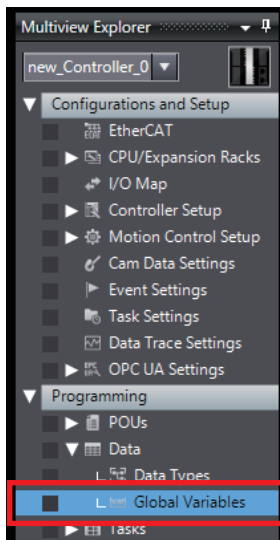 Multiview Explorer
new_Controller_0
Configurations and Setup
EtherCAT
CPU/Expansion Racks
I/O Map
Controller Setup
Motion Control Setup
Cam Data Settings
Event Settings
Task Settings
Data Trace Settings
OPC UA Settings
Programming
POUs
Data
Data Types
Global Variables
Tasks